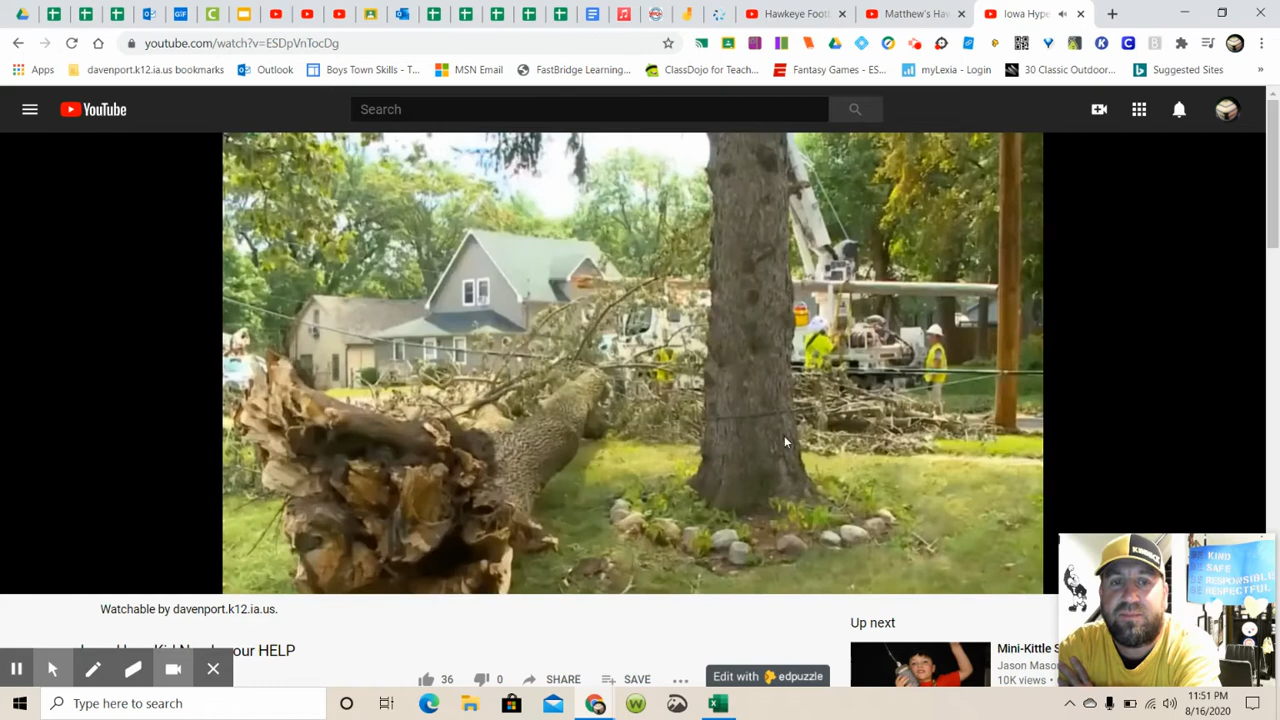 Hawkeye Footl
Matthew's Hav
Iowa Hype
youtube.com/watch?v=ESDpVnTocDg
Apps
davenport.k12.ia.us bookmarks
Outlook
Boys Town Skills - T...
MSN Email
FastBridge Learning...
ClassDojo for Teach...
Fantasy Games - ES...
myLexia - Login
30 Classic Outdoor...
Suggested Sites
»
YouTube
Search
Watchable by davenport.k12.ia.us.
Up next
our HELP
Mini-Kittle S
Jason Mason
10K views
36
0
SHARE
SAVE
Edit with edpuzzle
KIND
SAFE
RESPONSIBLE
RESPECTFUL
Type here to search
11:51 PM
8/16/2020